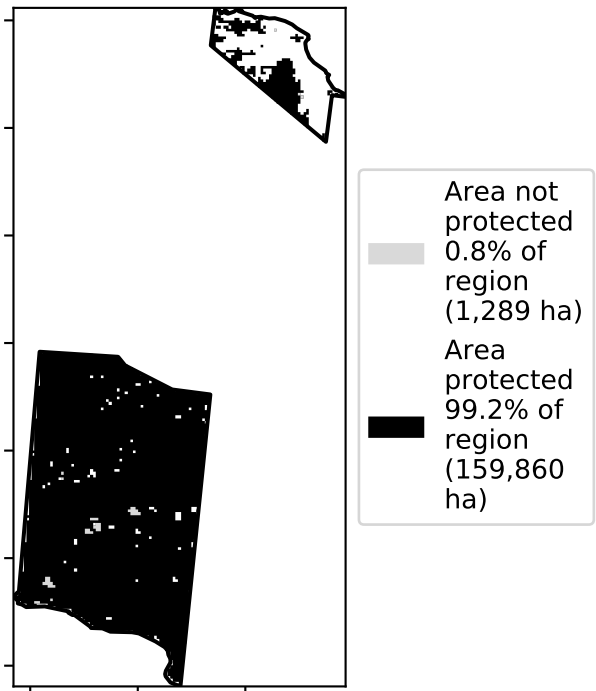 Area not
protected
0.8% of
region
(1,289 ha)
Area
protected
99.2% of
region
(159,860
ha)